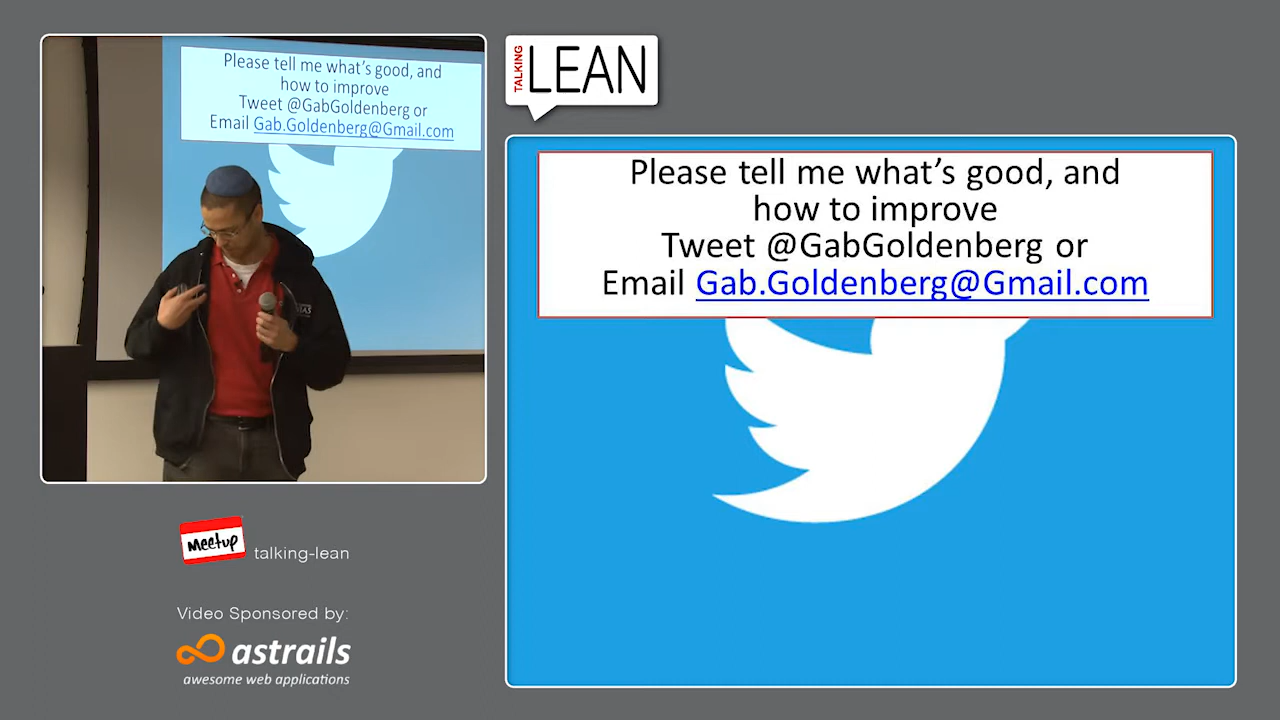 Please tell me what's good, and
how to improve
Tweet @GabGoldenberg or
Email Gab.Goldenberg@Gmail.com
TALKING
LEAN
Please tell me what's good, and
how to improve
Tweet @GabGoldenberg or
Email Gab.Goldenberg@Gmail.com
meetup
talking-lean
Video Sponsored by:
astrails
awesome web applications